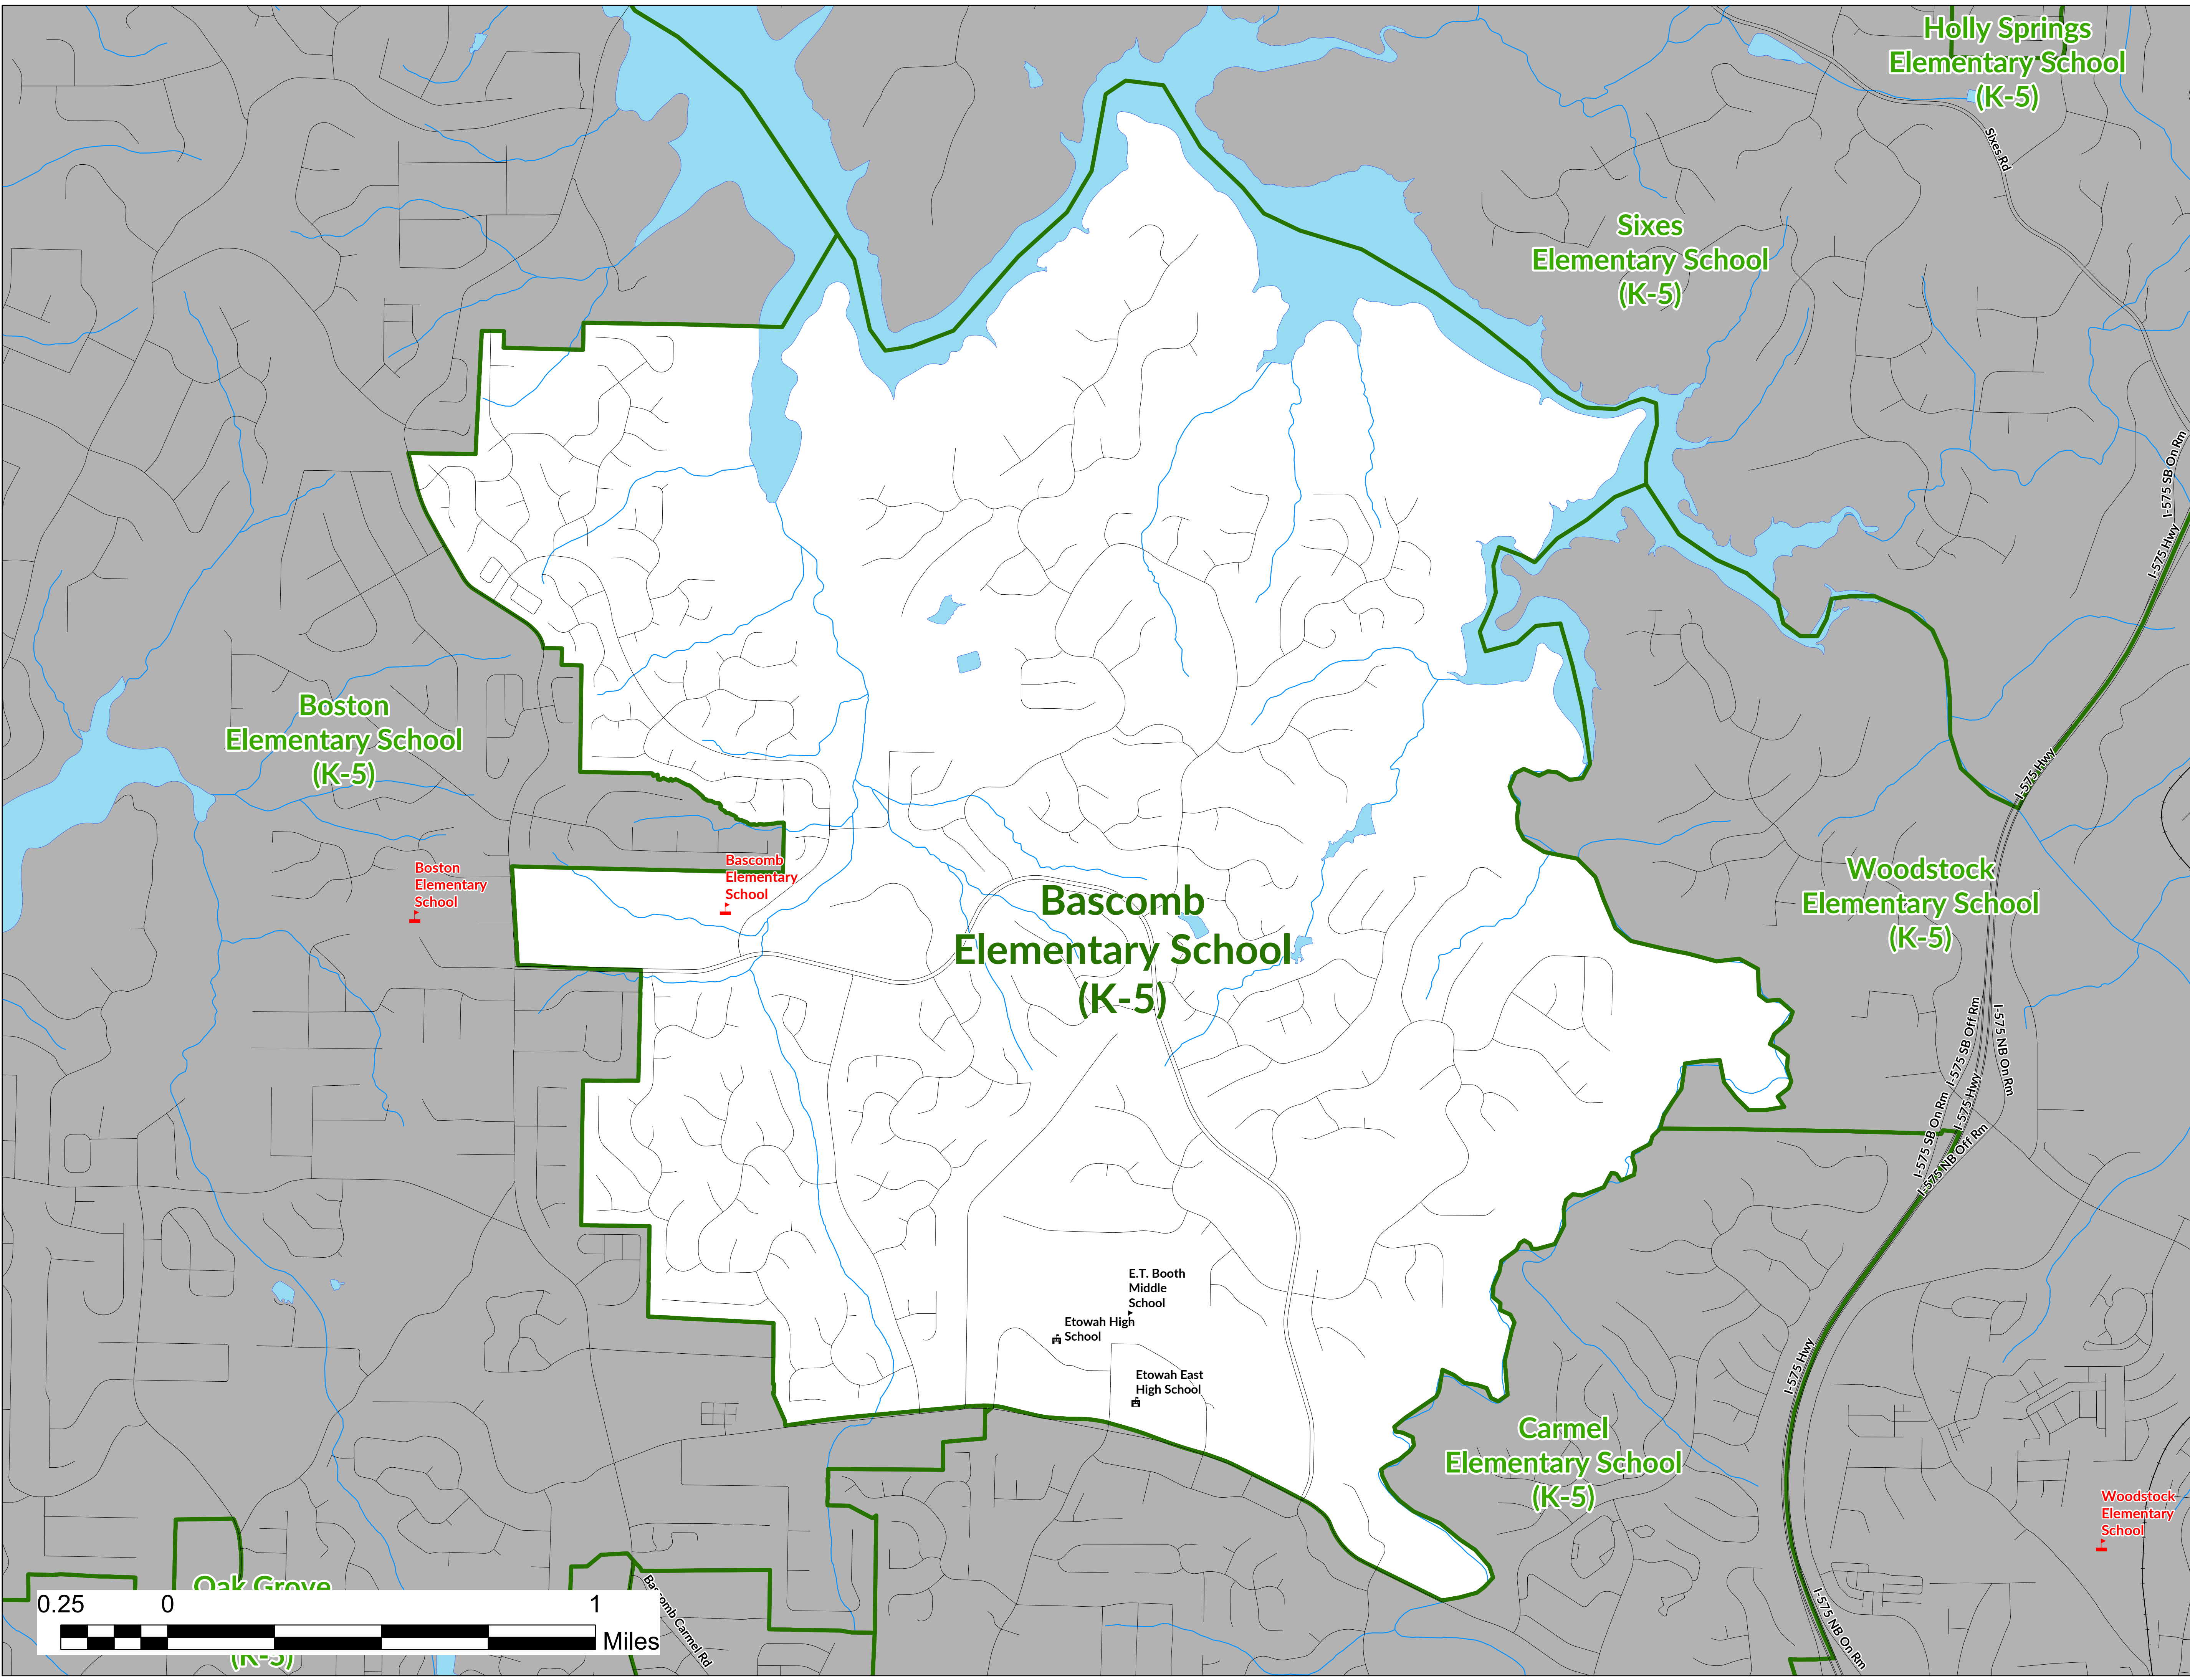 Holly Springs
Elementary School
(K-5)
Sixes Rd
Sixes
Elementary School
(K-5)
I-575 SB On Rm
I-575 Hwy
Boston
Elementary School
(K-5)
I-575 Hwy
Boston
Elementary
School
Bascomb
Elementary
School
Bascomb
Elementary School
(K-5)
Woodstock
Elementary School
(K-5)
I-575 SB Off Rm
I-575 NB On Rm
I-575 Hwy
I-575 SB On Rm
I-575 NB Off Rm
E.T. Booth
Middle
School
Etowah High
School
Etowah East
High School
I-575 Hwy
Carmel
Elementary School
(K-5)
Woodstock
Elementary
School
Oak Grove
(K-5)
Bascomb Carmel Rd
I-575 NB On Rm
0.25 0 1
Miles